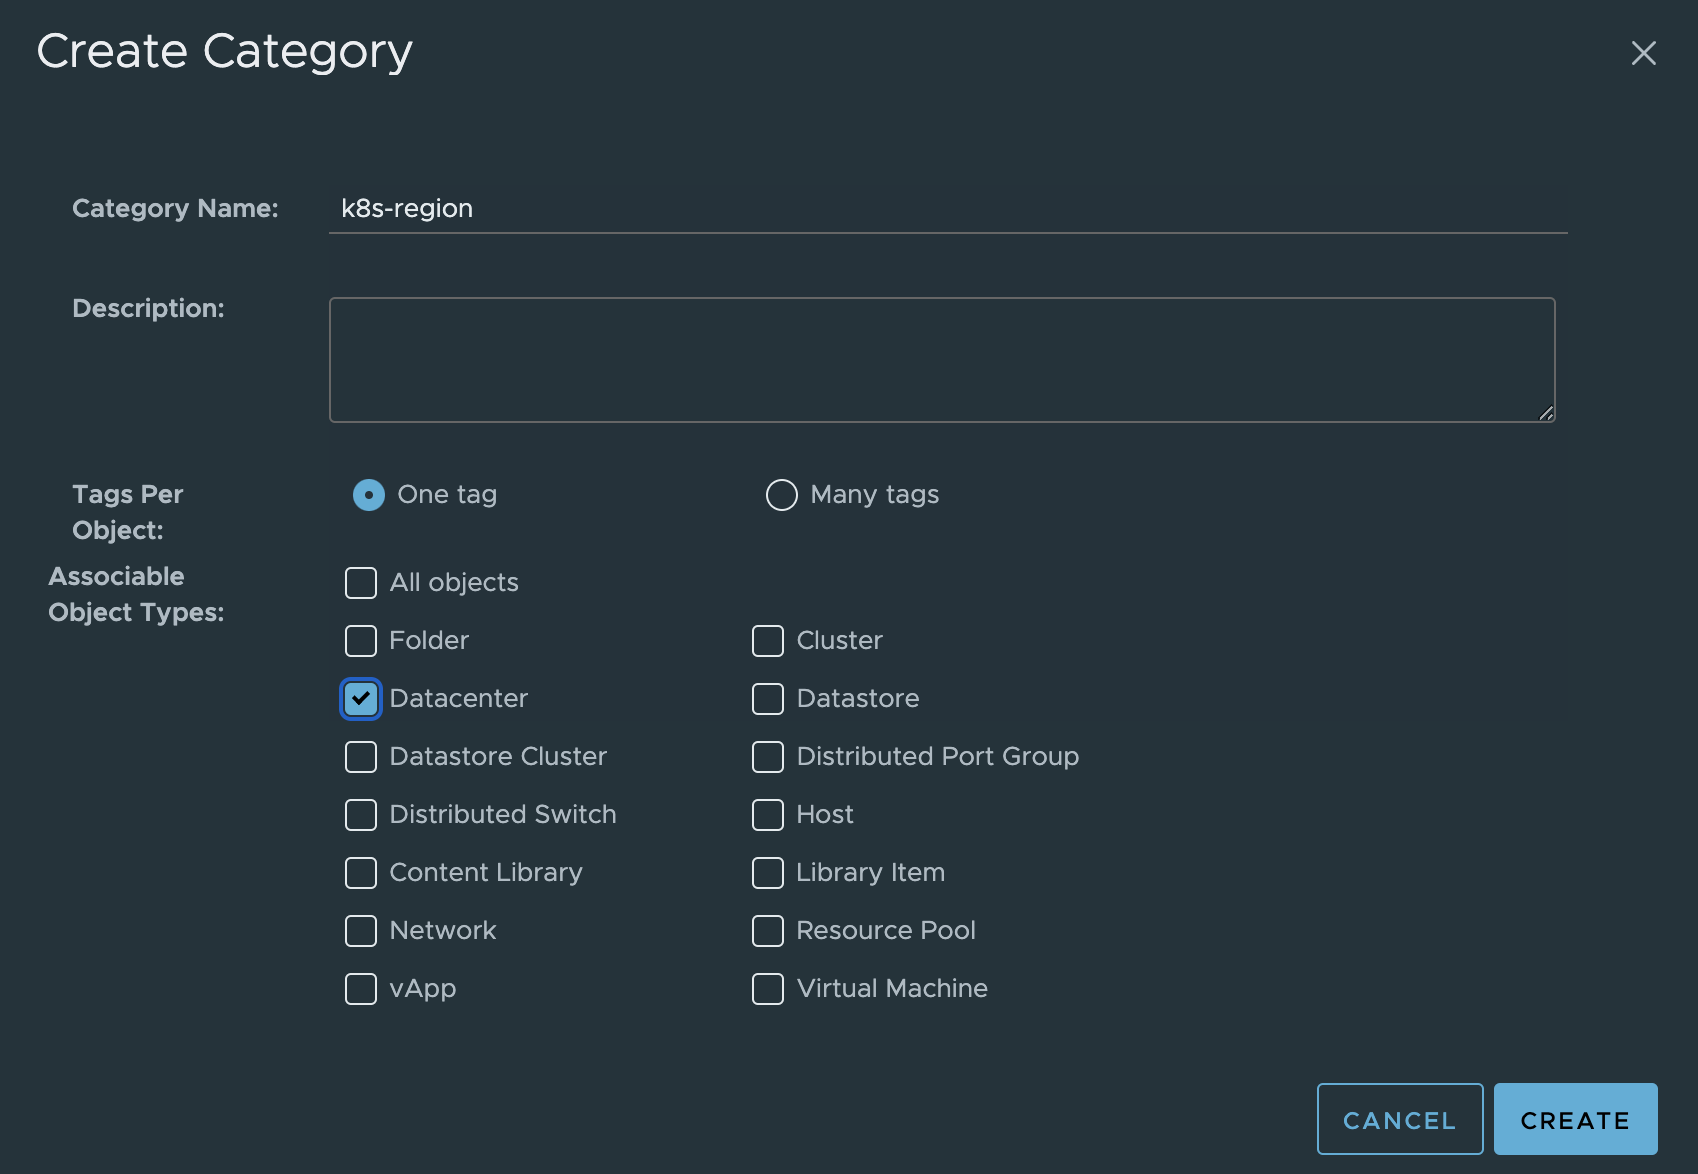 Create Category
Category Name: k8s-region
Description:
Tags Per
Object:
One tag Many tags
Associable
Object Types:
All objects
Folder Cluster
Datacenter Datastore
Datastore Cluster Distributed Port Group
Distributed Switch Host
Content Library Library Item
Network Resource Pool
vApp Virtual Machine
CANCEL CREATE